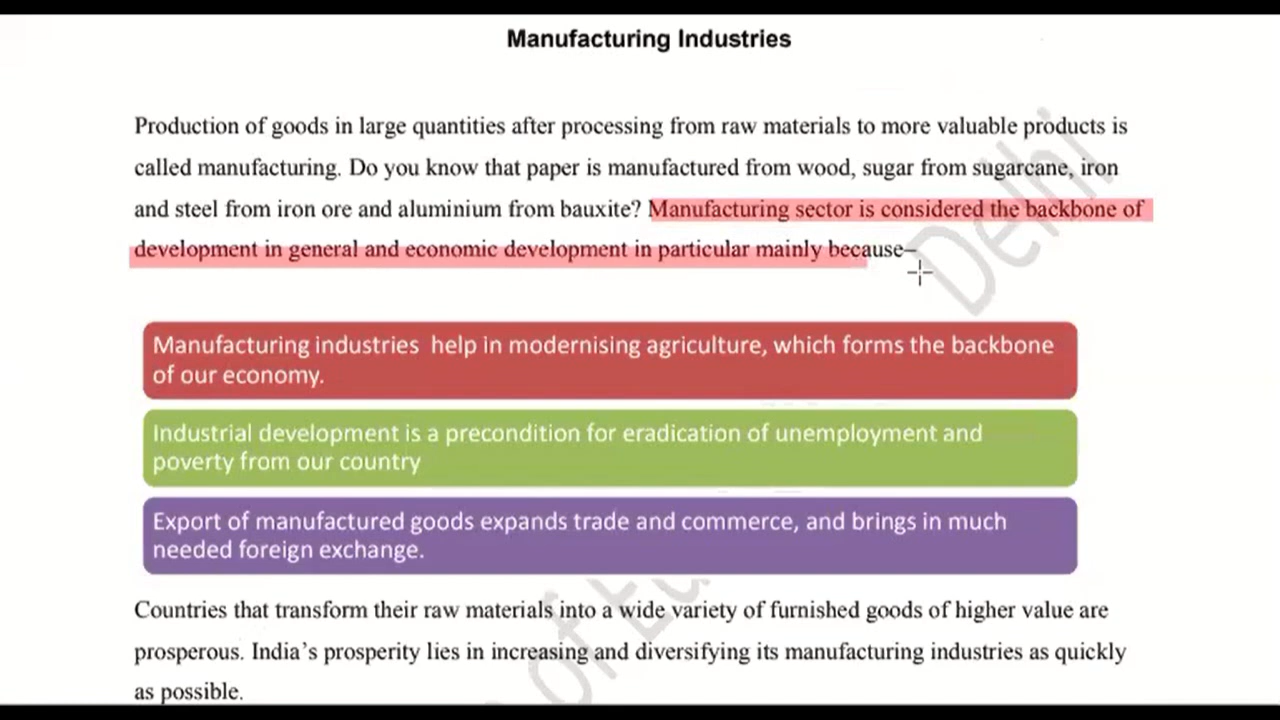 Manufacturing Industries
Production of goods in large quantities after processing from raw materials to more valuable products is
called manufacturing. Do you know that paper is manufactured from wood, sugar from sugarcane, iron
and steel from iron ore and aluminium from bauxite? Manufacturing sector is considered the backbone of
development in general and economic development in particular mainly because–
Manufacturing industries help in modernising agriculture, which forms the backbone
of our economy.
Industrial development is a precondition for eradication of unemployment and
poverty from our country
Export of manufactured goods expands trade and commerce, and brings in much
needed foreign exchange.
Countries that transform their raw materials into a wide variety of furnished goods of higher value are
prosperous. India’s prosperity lies in increasing and diversifying its manufacturing industries as quickly
as possible.
Delhi
of